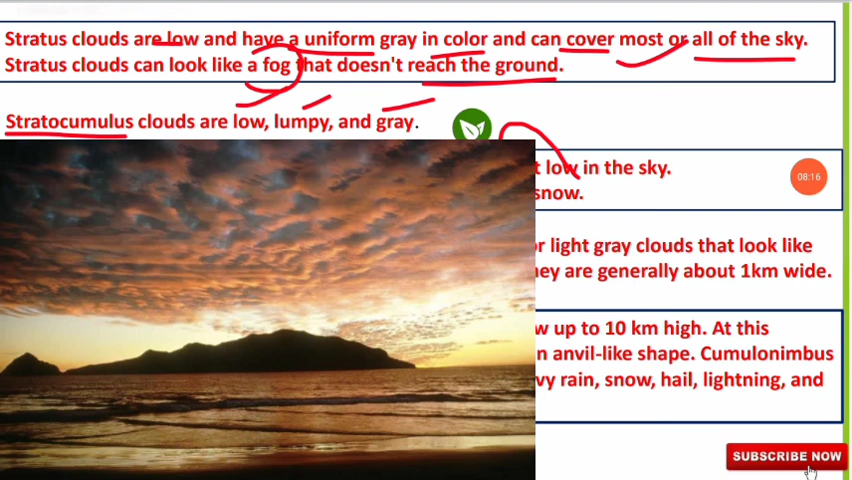 Stratus clouds are low and have a uniform gray in color and can cover most or all of the sky.
Stratus clouds can look like a fog that doesn't reach the ground.
Stratocumulus clouds are low, lumpy, and gray.
low in the sky.
snow.
08:16
light gray clouds that look like
they are generally about 1km wide.
up to 10 km high. At this
anvil-like shape. Cumulonimbus
rain, snow, hail, lightning, and
SUBSCRIBE NOW